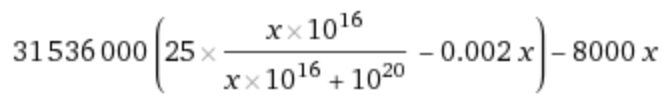 31536000 (25 × (x × 10^16)/(x × 10^16 + 10^20) − 0.002 x) − 8000 x